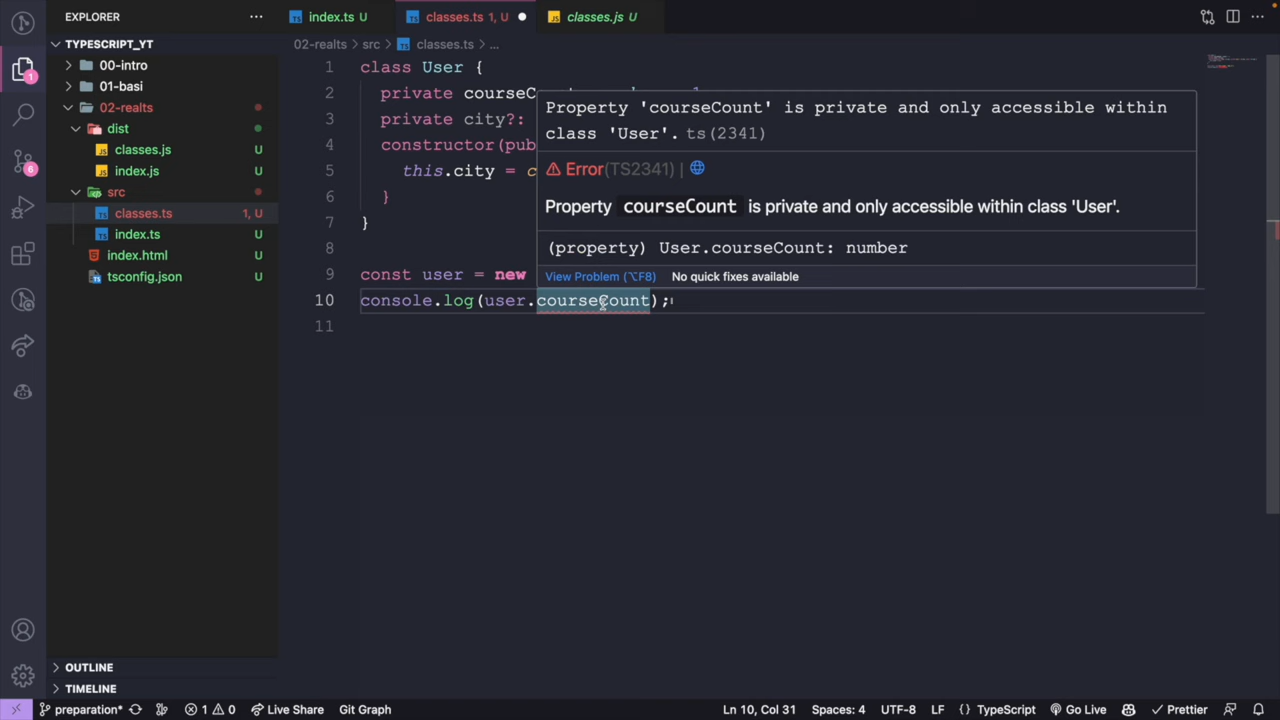 EXPLORER
TYPESCRIPT_YT
00-intro
01-basi
02-realts
dist
classes.js U
index.js U
src
classes.ts 1, U
index.ts U
index.html U
tsconfig.json U
OUTLINE
TIMELINE
1
6
index.ts U
classes.ts 1, U
classes.js U
02-realts > src > classes.ts > ...
1 class User {
2 private
3 private city?:
4 constructor(
5 this.city =
6 }
7 }
8
9 const user = new
10 console.log(user.courseCount);
11
Property 'courseCount' is private and only accessible within
class 'User'. ts(2341)
Error(TS2341) |
Property courseCount is private and only accessible within class 'User'.
(property) User.courseCount: number
View Problem (⌥F8) No quick fixes available
preparation* 1 0 Live Share Git Graph Ln 10, Col 31 Spaces: 4 UTF-8 LF {} TypeScript Go Live Prettier